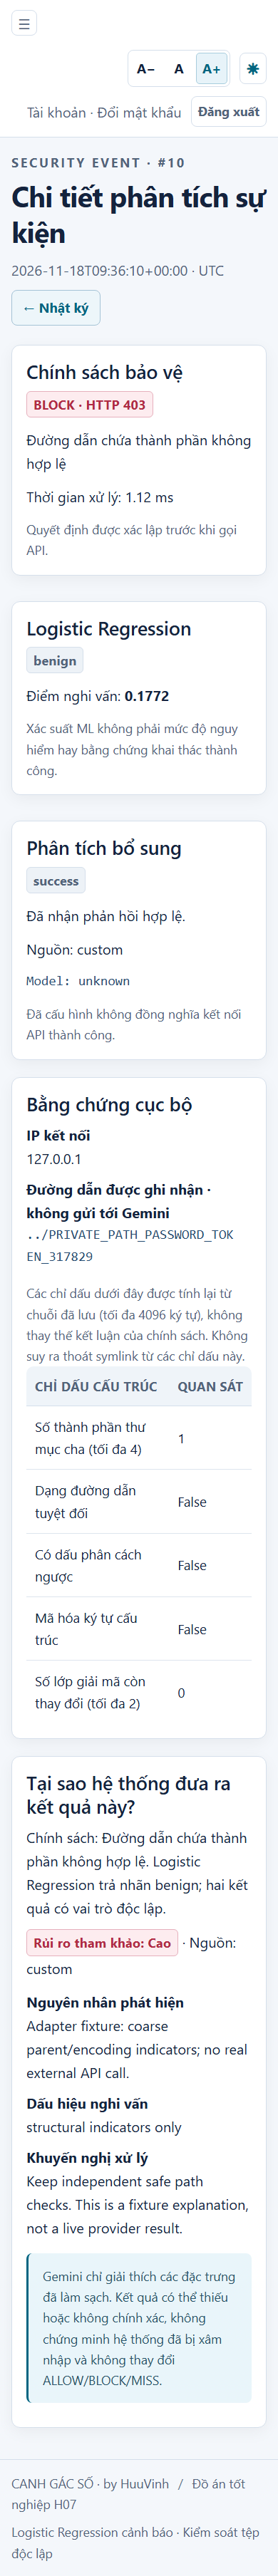 ☰
A− A A+ ☀
Tài khoản · Đổi mật khẩu Đăng xuất
SECURITY EVENT · #10
Chi tiết phân tích sự
kiện
2026-11-18T09:36:10+00:00 · UTC
← Nhật ký
Chính sách bảo vệ
BLOCK · HTTP 403
Đường dẫn chứa thành phần không
hợp lệ
Thời gian xử lý: 1.12 ms
Quyết định được xác lập trước khi gọi
API.
Logistic Regression
benign
Điểm nghi vấn: 0.1772
Xác suất ML không phải mức độ nguy
hiểm hay bằng chứng khai thác thành
công.
Phân tích bổ sung
success
Đã nhận phản hồi hợp lệ.
Nguồn: custom
Model: unknown
Đã cấu hình không đồng nghĩa kết nối
API thành công.
Bằng chứng cục bộ
IP kết nối
127.0.0.1
Đường dẫn được ghi nhận ·
không gửi tới Gemini
../PRIVATE_PATH_PASSWORD_TOK
EN_317829
Các chỉ dấu dưới đây được tính lại từ
chuỗi đã lưu (tối đa 4096 ký tự), không
thay thế kết luận của chính sách. Không
suy ra thoát symlink từ các chỉ dấu này.
CHỈ DẤU CẤU TRÚC QUAN SÁT
Số thành phần thư
mục cha (tối đa 4) 1
Dạng đường dẫn
tuyệt đối False
Có dấu phân cách
ngược False
Mã hóa ký tự cấu
trúc False
Số lớp giải mã còn
thay đổi (tối đa 2) 0
Tại sao hệ thống đưa ra
kết quả này?
Chính sách: Đường dẫn chứa thành
phần không hợp lệ. Logistic
Regression trả nhãn benign; hai kết
quả có vai trò độc lập.
Rủi ro tham khảo: Cao · Nguồn:
custom
Nguyên nhân phát hiện
Adapter fixture: coarse
parent/encoding indicators; no real
external API call.
Dấu hiệu nghi vấn
structural indicators only
Khuyến nghị xử lý
Keep independent safe path
checks. This is a fixture explanation,
not a live provider result.
Gemini chỉ giải thích các đặc trưng
đã làm sạch. Kết quả có thể thiếu
hoặc không chính xác, không
chứng minh hệ thống đã bị xâm
nhập và không thay đổi
ALLOW/BLOCK/MISS.
CANH GÁC SỐ · by HuuVinh / Đồ án tốt
nghiệp H07
Logistic Regression cảnh báo · Kiểm soát tệp
độc lập